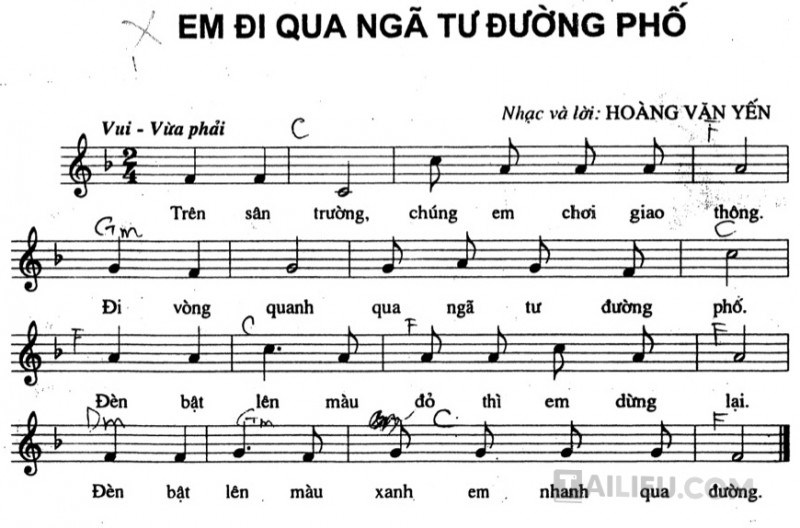 EM ĐI QUA NGÃ TƯ ĐƯỜNG PHỐ
Nhạc và lời: HOÀNG VĂN YẾN
Vui - Vừa phải
C F
2/4
Trên sân trường, chúng em chơi giao thông.
Gm C
Đi vòng quanh qua ngã tư đường phố.
F C F F
Đèn bật lên màu đỏ thì em dừng lại.
Dm Gm C F
Đèn bật lên màu xanh em nhanh qua đường.
TAILIEU.COM